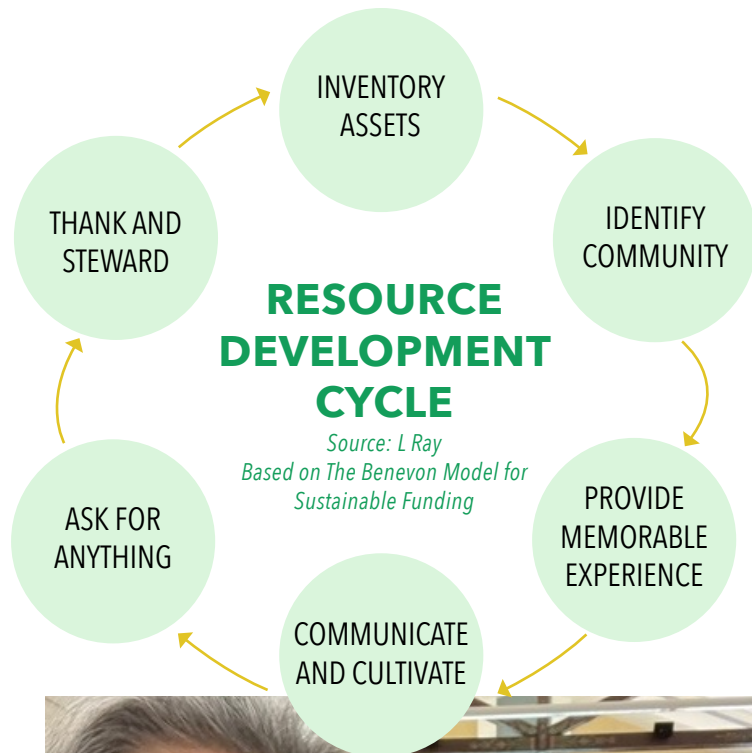 INVENTORY
ASSETS
IDENTIFY
COMMUNITY
PROVIDE
MEMORABLE
EXPERIENCE
COMMUNICATE
AND CULTIVATE
ASK FOR
ANYTHING
THANK AND
STEWARD
RESOURCE
DEVELOPMENT
CYCLE
Source: L Ray
Based on The Benevon Model for
Sustainable Funding